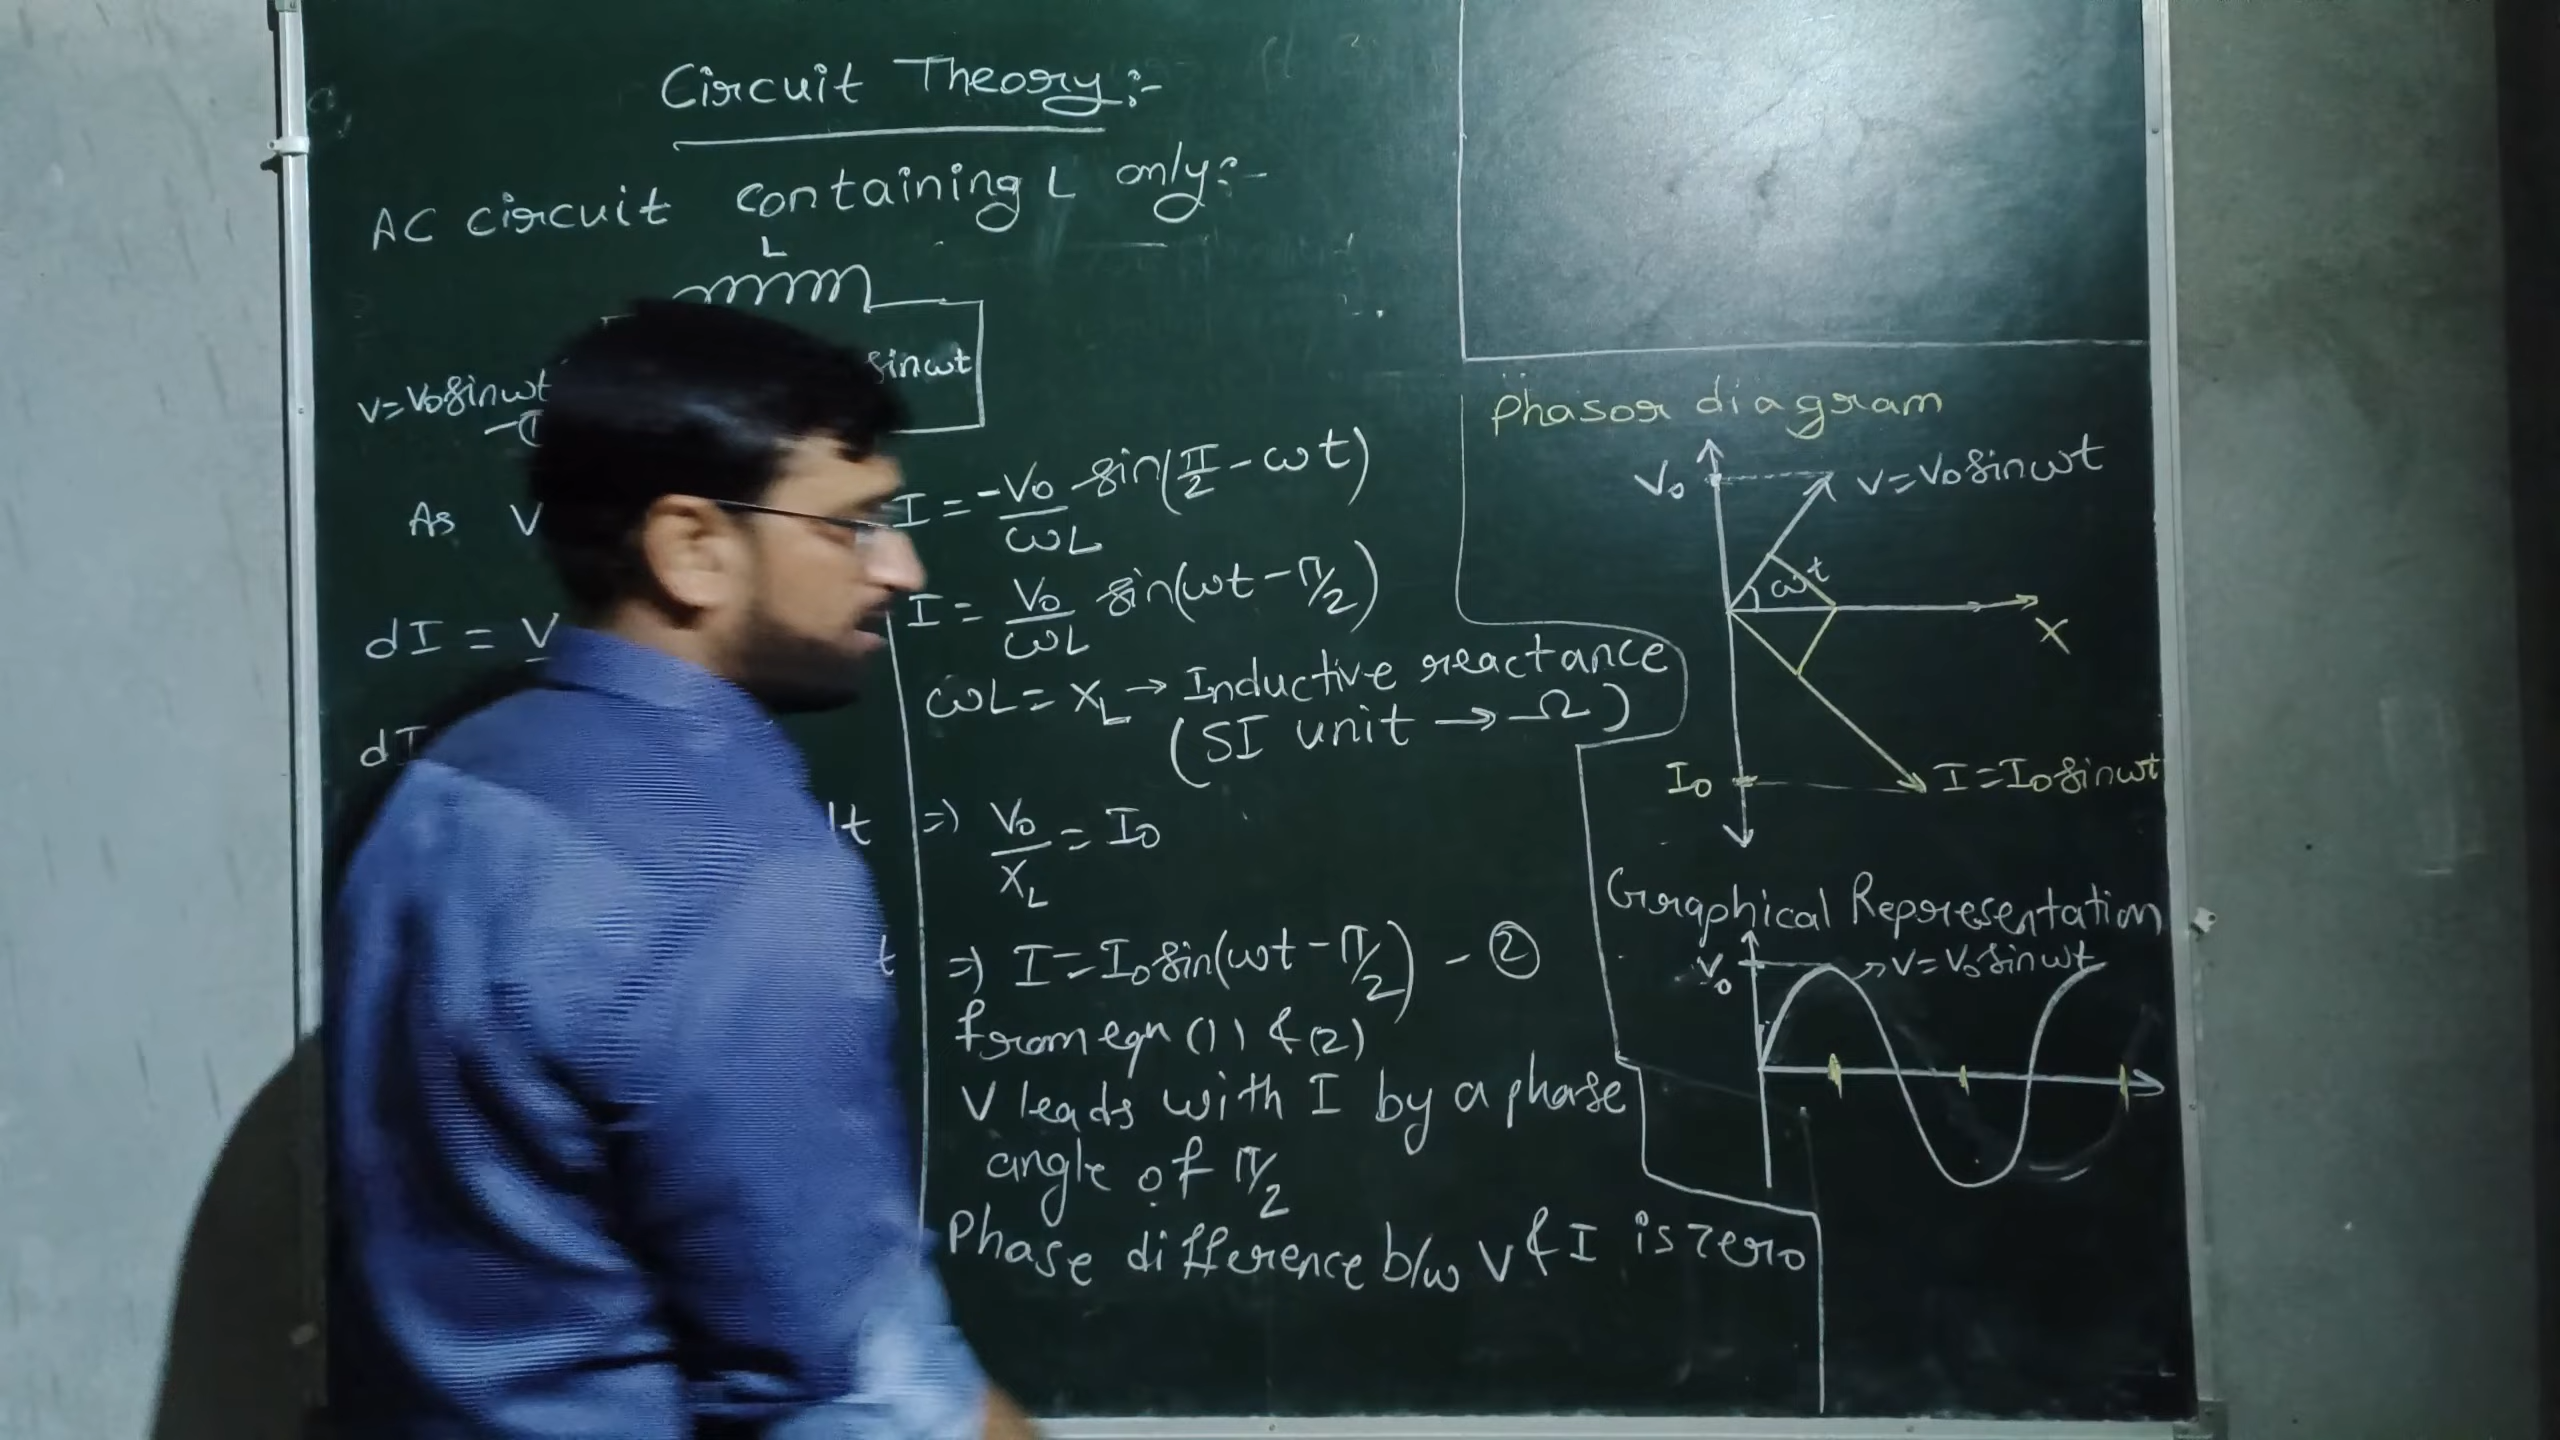 Circuit Theory:-
AC circuit containing L only:-
L
V=V₀sinωt
sinωt
As V
dI = V
dI
dt
t
I = -V₀/ωL sin(π/2 - ωt)
I = V₀/ωL sin(ωt - π/2)
ωL = X_L → Inductive reactance
(SI unit → Ω)
⇒ V₀/X_L = I₀
⇒ I = I₀ sin(ωt - π/2) - ②
from eqn (1) & (2)
V leads with I by a phase
angle of π/2
Phase difference b/w V & I is zero
Phasor diagram
V₀
V=V₀sinωt
ωt
X
I₀
I=I₀sinωt
Graphical Representation
V₀
V=V₀sinωt